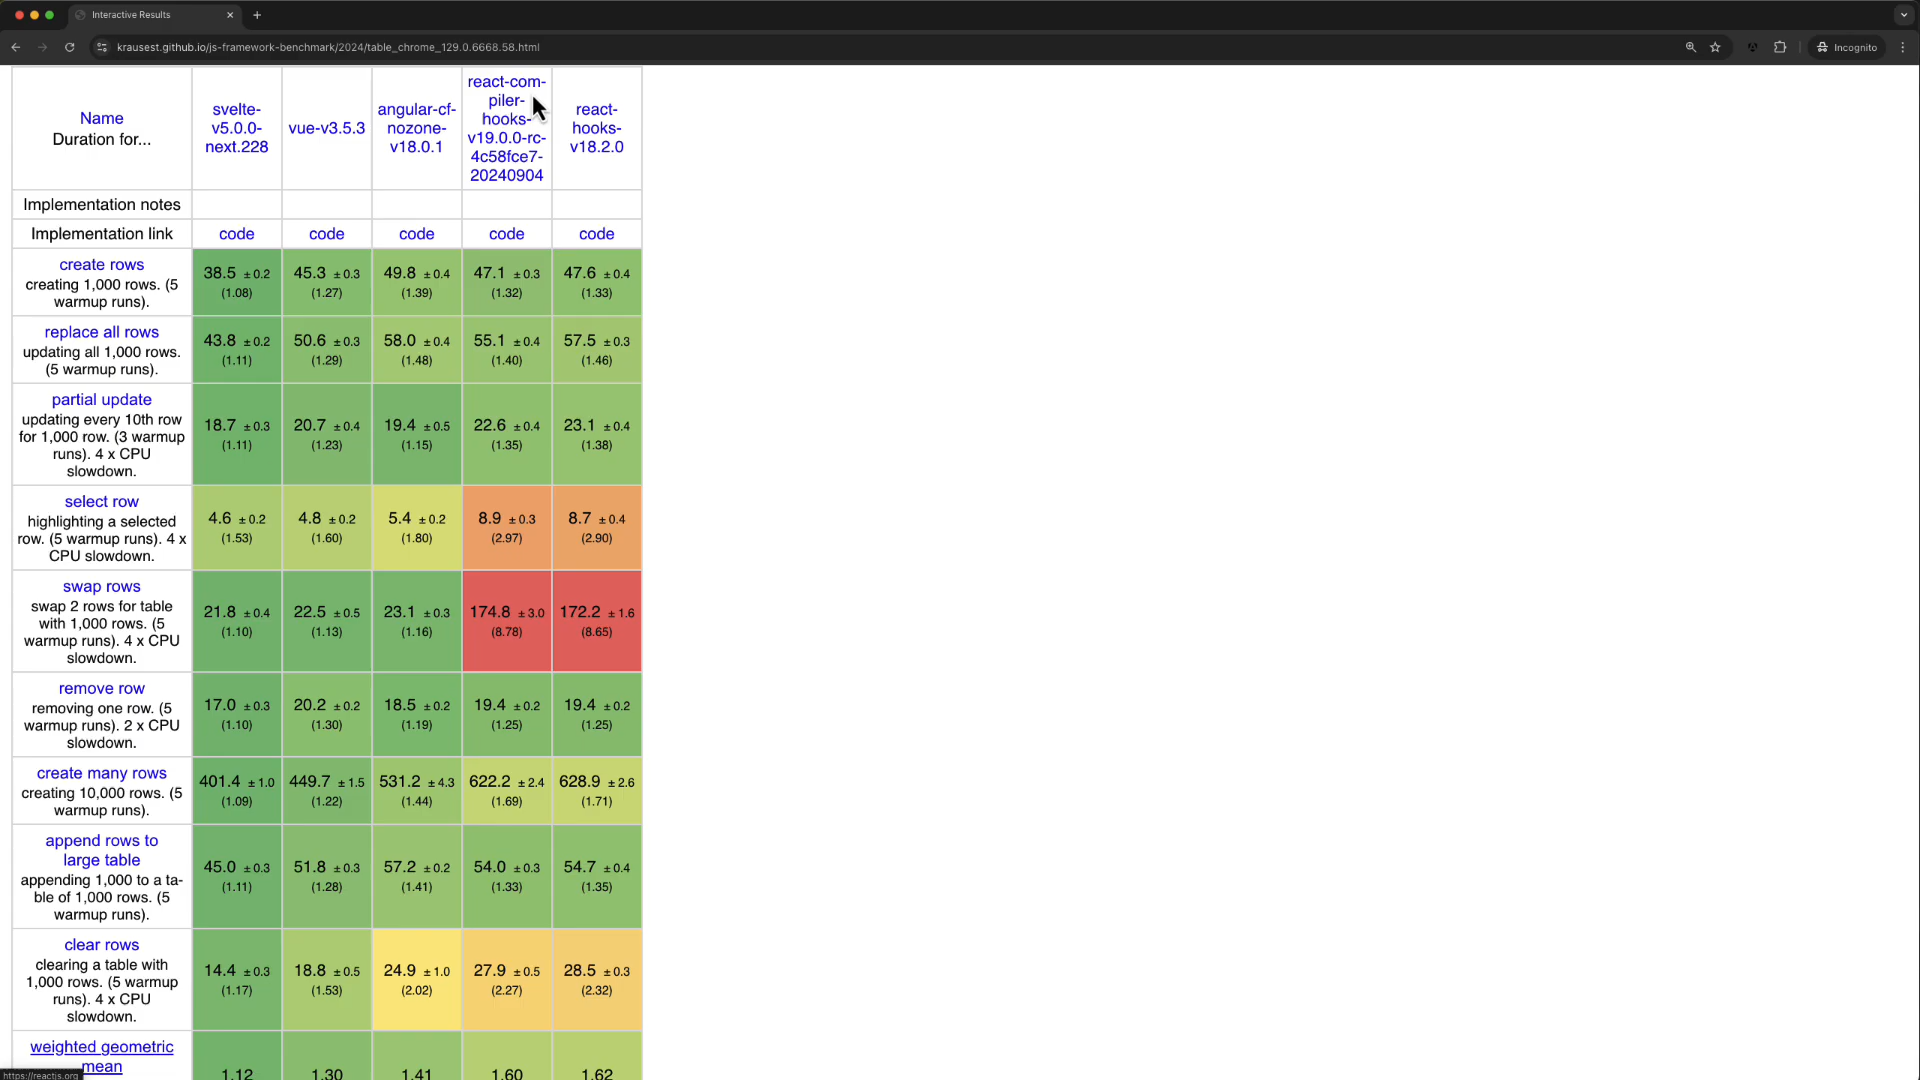 Interactive Results
krausest.github.io/js-framework-benchmark/2024/table_chrome_129.0.6668.58.html
Incognito
Name
Duration for...
svelte-
v5.0.0-
next.228
vue-v3.5.3
angular-cf-
nozone-
v18.0.1
react-com-
piler-
hooks-
v19.0.0-rc-
4c58fce7-
20240904
react-
hooks-
v18.2.0
Implementation notes
Implementation link
code code code code code
create rows
creating 1,000 rows. (5
warmup runs).
38.5 ± 0.2 45.3 ± 0.3 49.8 ± 0.4 47.1 ± 0.3 47.6 ± 0.4
(1.08) (1.27) (1.39) (1.32) (1.33)
replace all rows
updating all 1,000 rows.
(5 warmup runs).
43.8 ± 0.2 50.6 ± 0.3 58.0 ± 0.4 55.1 ± 0.4 57.5 ± 0.3
(1.11) (1.29) (1.48) (1.40) (1.46)
partial update
updating every 10th row
for 1,000 row. (3 warmup
runs). 4 x CPU
slowdown.
18.7 ± 0.3 20.7 ± 0.4 19.4 ± 0.5 22.6 ± 0.4 23.1 ± 0.4
(1.11) (1.23) (1.15) (1.35) (1.38)
select row
highlighting a selected
row. (5 warmup runs). 4 x
CPU slowdown.
4.6 ± 0.2 4.8 ± 0.2 5.4 ± 0.2 8.9 ± 0.3 8.7 ± 0.4
(1.53) (1.60) (1.80) (2.97) (2.90)
swap rows
swap 2 rows for table
with 1,000 rows. (5
warmup runs). 4 x CPU
slowdown.
21.8 ± 0.4 22.5 ± 0.5 23.1 ± 0.3 174.8 ± 3.0 172.2 ± 1.6
(1.10) (1.13) (1.16) (8.78) (8.65)
remove row
removing one row. (5
warmup runs). 2 x CPU
slowdown.
17.0 ± 0.3 20.2 ± 0.2 18.5 ± 0.2 19.4 ± 0.2 19.4 ± 0.2
(1.10) (1.30) (1.19) (1.25) (1.25)
create many rows
creating 10,000 rows. (5
warmup runs).
401.4 ± 1.0 449.7 ± 1.5 531.2 ± 4.3 622.2 ± 2.4 628.9 ± 2.6
(1.09) (1.22) (1.44) (1.69) (1.71)
append rows to
large table
appending 1,000 to a ta-
ble of 1,000 rows. (5
warmup runs).
45.0 ± 0.3 51.8 ± 0.3 57.2 ± 0.2 54.0 ± 0.3 54.7 ± 0.4
(1.11) (1.28) (1.41) (1.33) (1.35)
clear rows
clearing a table with
1,000 rows. (5 warmup
runs). 4 x CPU
slowdown.
14.4 ± 0.3 18.8 ± 0.5 24.9 ± 1.0 27.9 ± 0.5 28.5 ± 0.3
(1.17) (1.53) (2.02) (2.27) (2.32)
weighted geometric
mean
1.12 1.30 1.41 1.60 1.62
https://reactjs.org